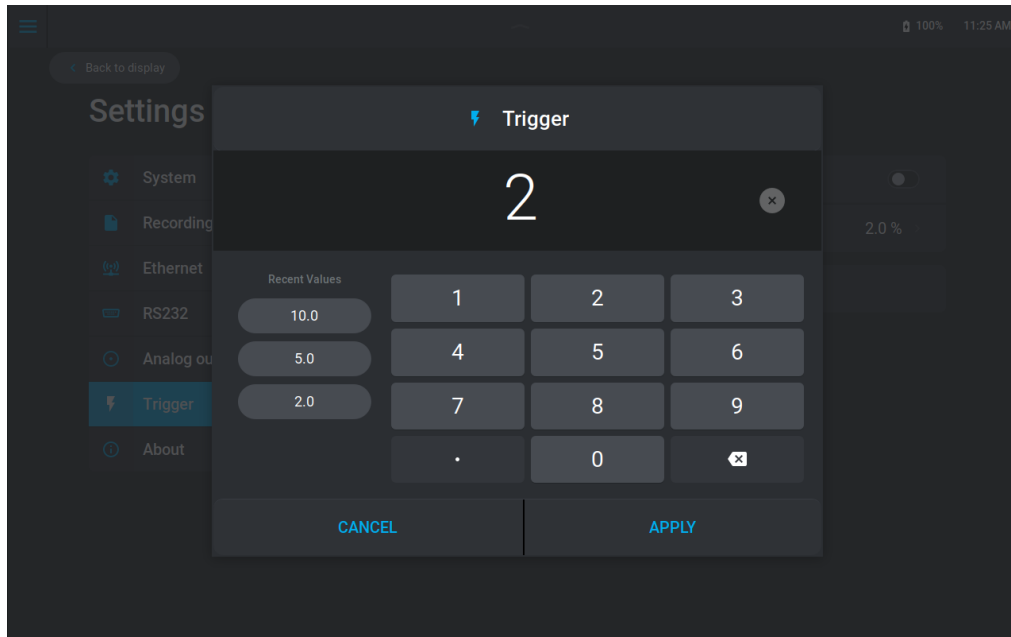 100% 11:25 AM
Back to display
Settings
Trigger
System
2
Recording
2.0 %
Ethernet
Recent Values
10.0
1 2 3
RS232
5.0
4 5 6
Analog ou
2.0
Trigger
7 8 9
About
. 0
CANCEL APPLY